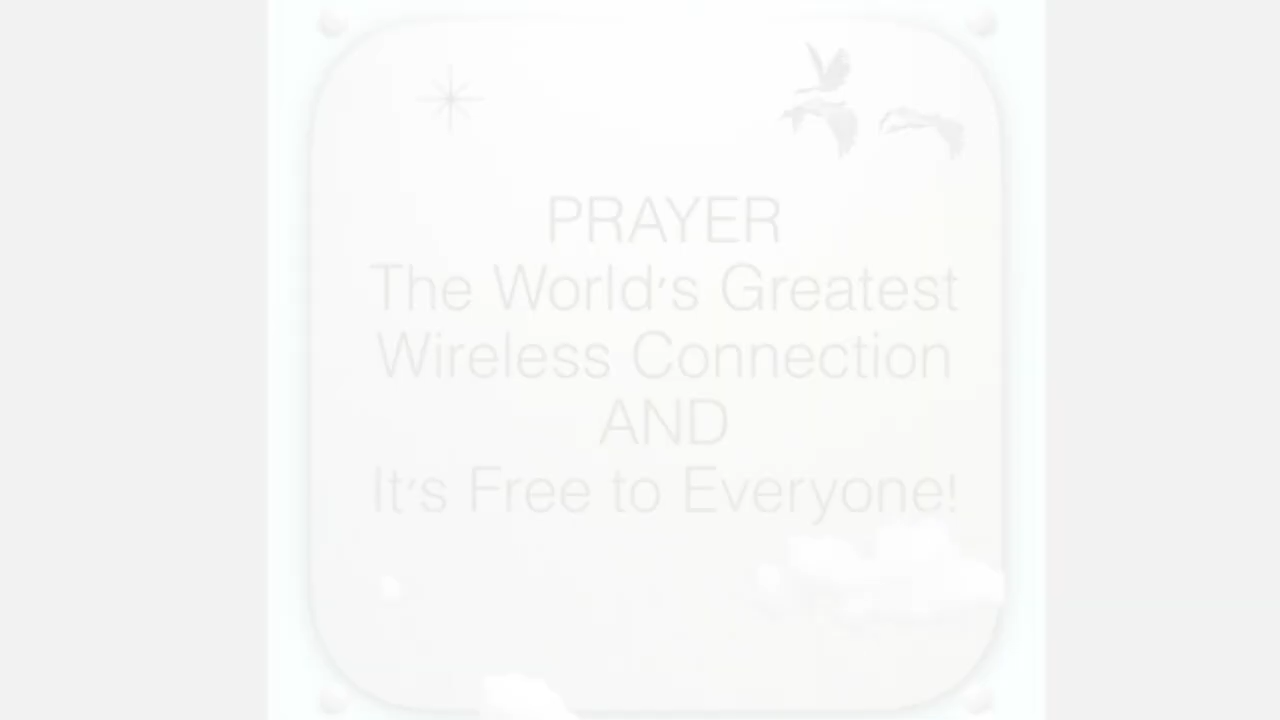 PRAYER
The World's Greatest
Wireless Connection
AND
It's Free to Everyone!